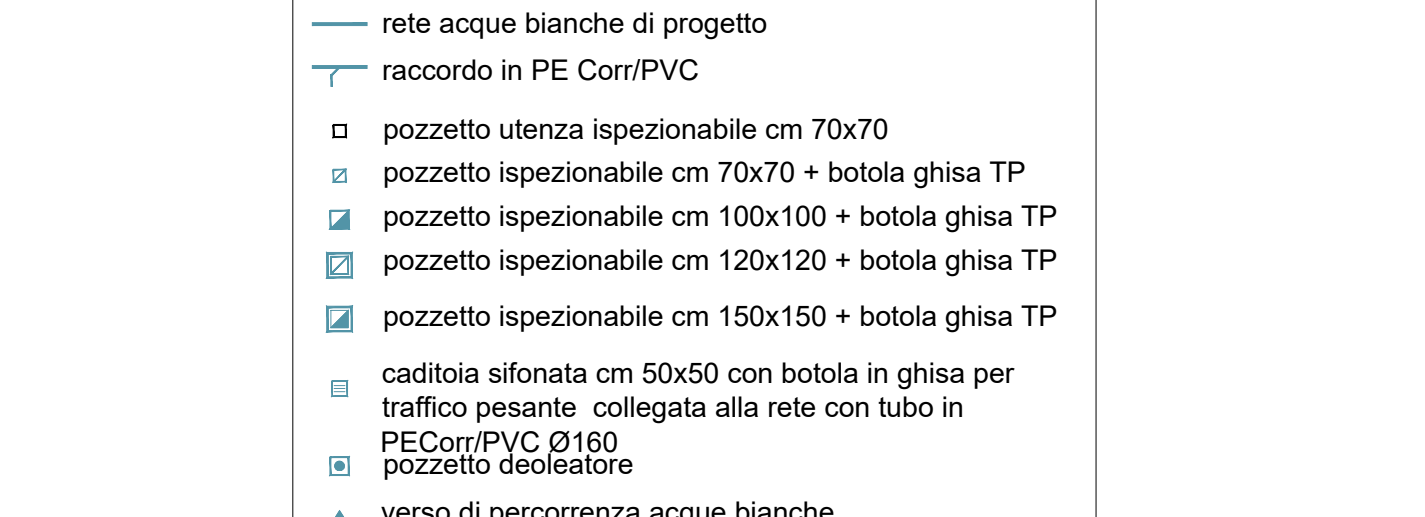 rete acque bianche di progetto
raccordo in PE Corr/PVC
pozzetto utenza ispezionabile cm 70x70
pozzetto ispezionabile cm 70x70 + botola ghisa TP
pozzetto ispezionabile cm 100x100 + botola ghisa TP
pozzetto ispezionabile cm 120x120 + botola ghisa TP
pozzetto ispezionabile cm 150x150 + botola ghisa TP
caditoia sifonata cm 50x50 con botola in ghisa per
traffico pesante  collegata alla rete con tubo in
PECorr/PVC Ø160
pozzetto deoleatore
verso di percorrenza acque bianche